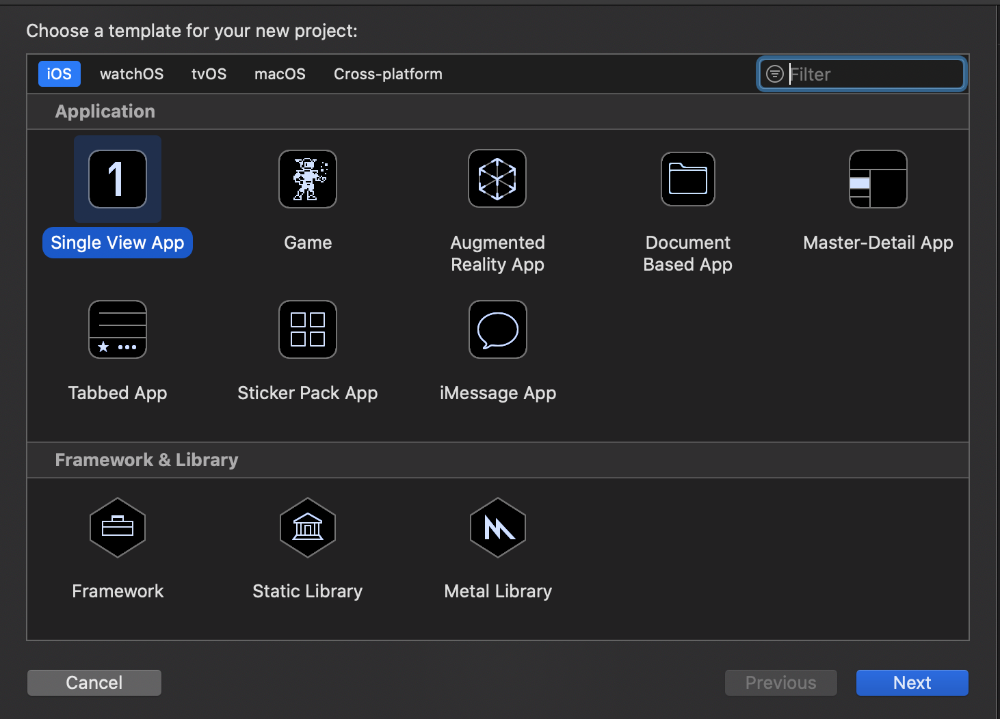 Choose a template for your new project:
iOS watchOS tvOS macOS Cross-platform Filter
Application
1
Single View App Game Augmented Document Master-Detail App
Reality App Based App
Tabbed App Sticker Pack App iMessage App
Framework & Library
Framework Static Library Metal Library
Cancel Previous Next